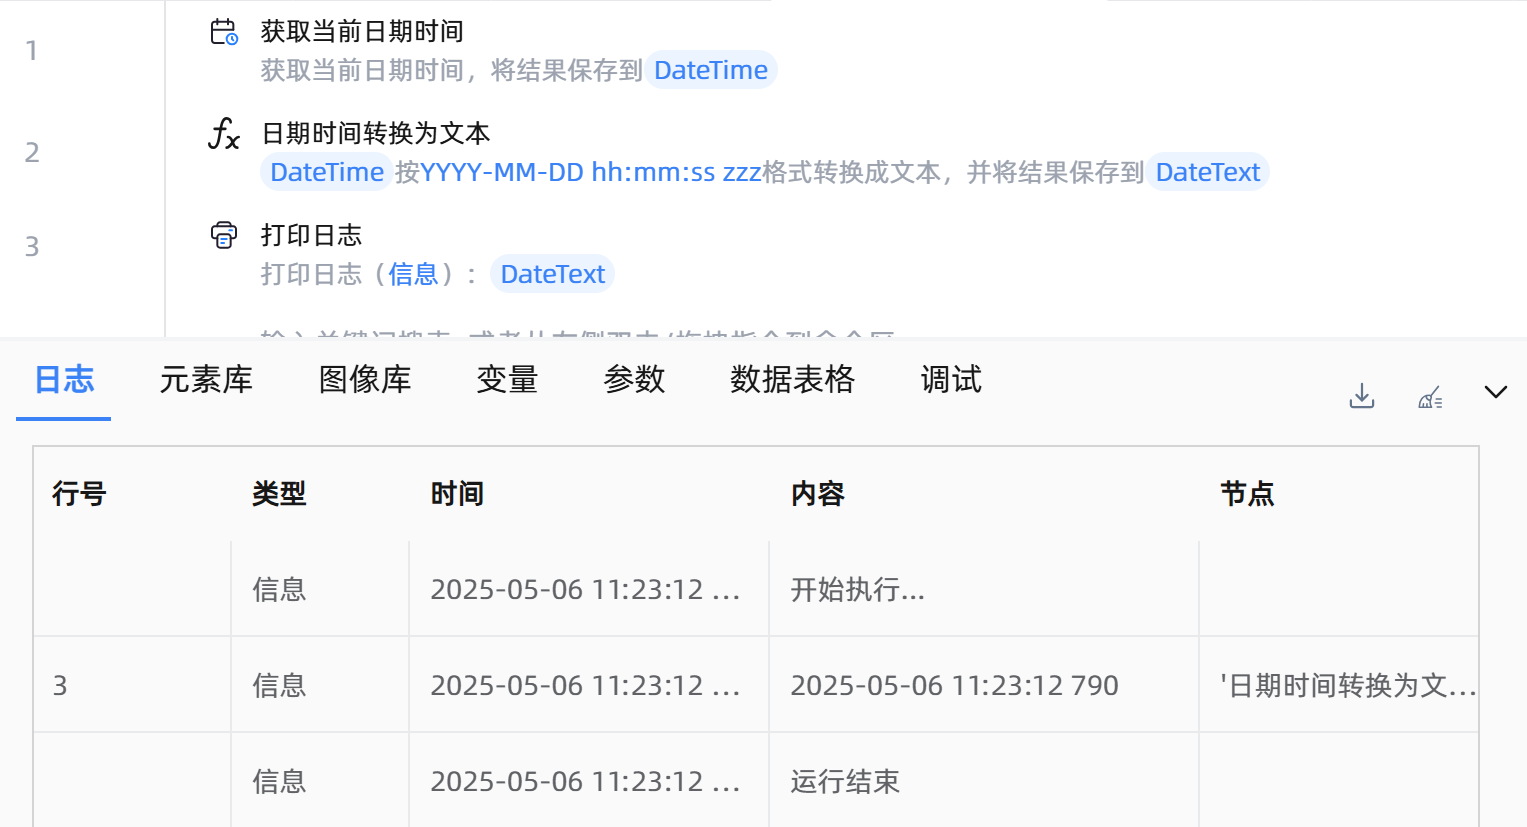 1
获取当前日期时间
获取当前日期时间，将结果保存到 DateTime
2
fx 日期时间转换为文本
DateTime 按YYYY-MM-DD hh:mm:ss zzz格式转换成文本，并将结果保存到 DateText
3
打印日志
打印日志（信息）： DateText
日志 元素库 图像库 变量 参数 数据表格 调试
行号 类型 时间 内容 节点
信息 2025-05-06 11:23:12 ... 开始执行...
3 信息 2025-05-06 11:23:12 ... 2025-05-06 11:23:12 790 '日期时间转换为文...
信息 2025-05-06 11:23:12 ... 运行结束